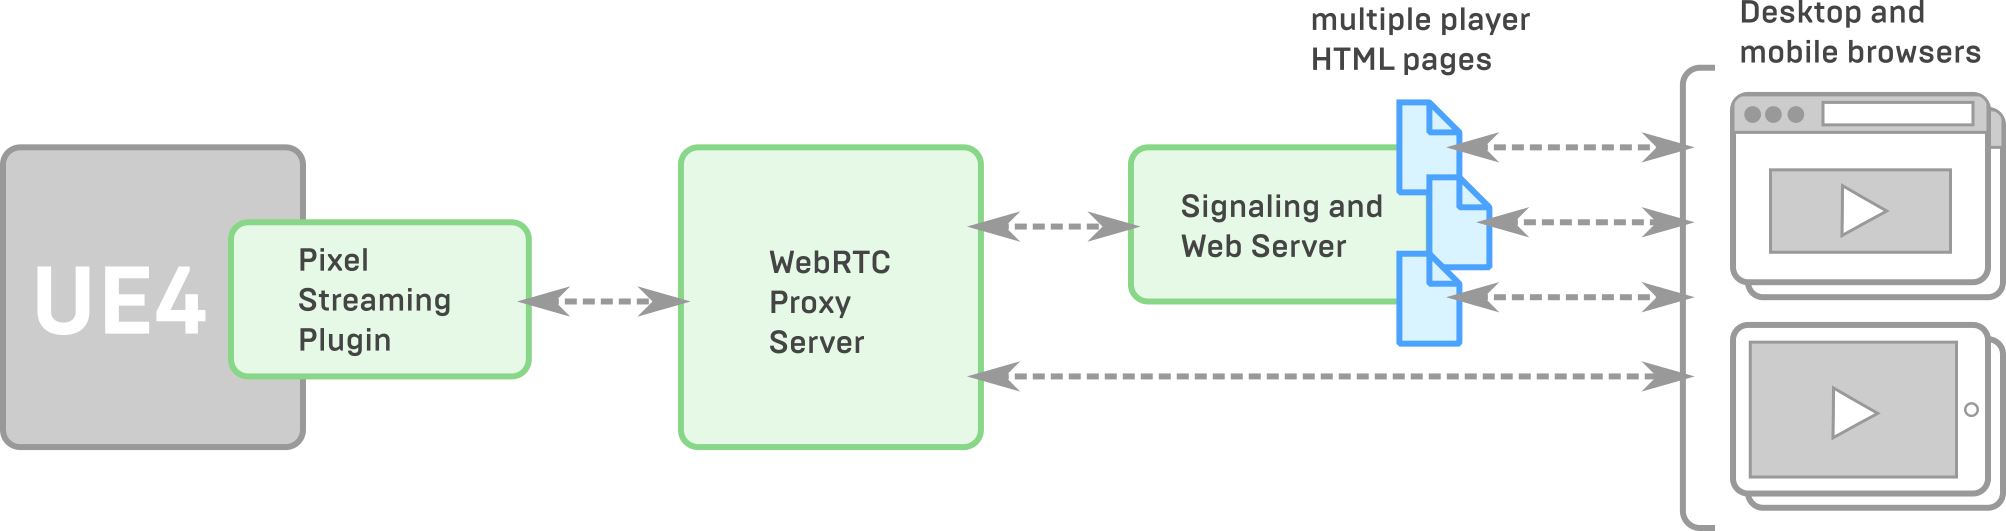 multiple player
HTML pages
Desktop and
mobile browsers
UE4
Pixel
Streaming
Plugin
WebRTC
Proxy
Server
Signaling and
Web Server